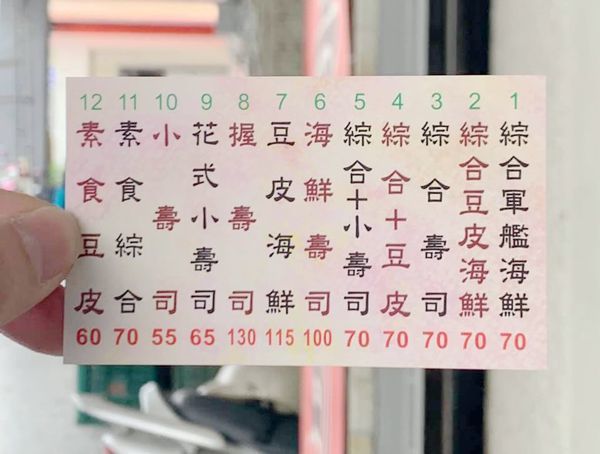 1 綜合軍艦海鮮 70
2 綜合豆皮海鮮 70
3 綜合壽司 70
4 綜合十豆皮 70
5 綜合十小壽司 70
6 海鮮壽司 100
7 豆皮海鮮 115
8 握壽司 130
9 花式小壽司 65
10 小壽司 55
11 素食綜合 70
12 素食豆皮 60